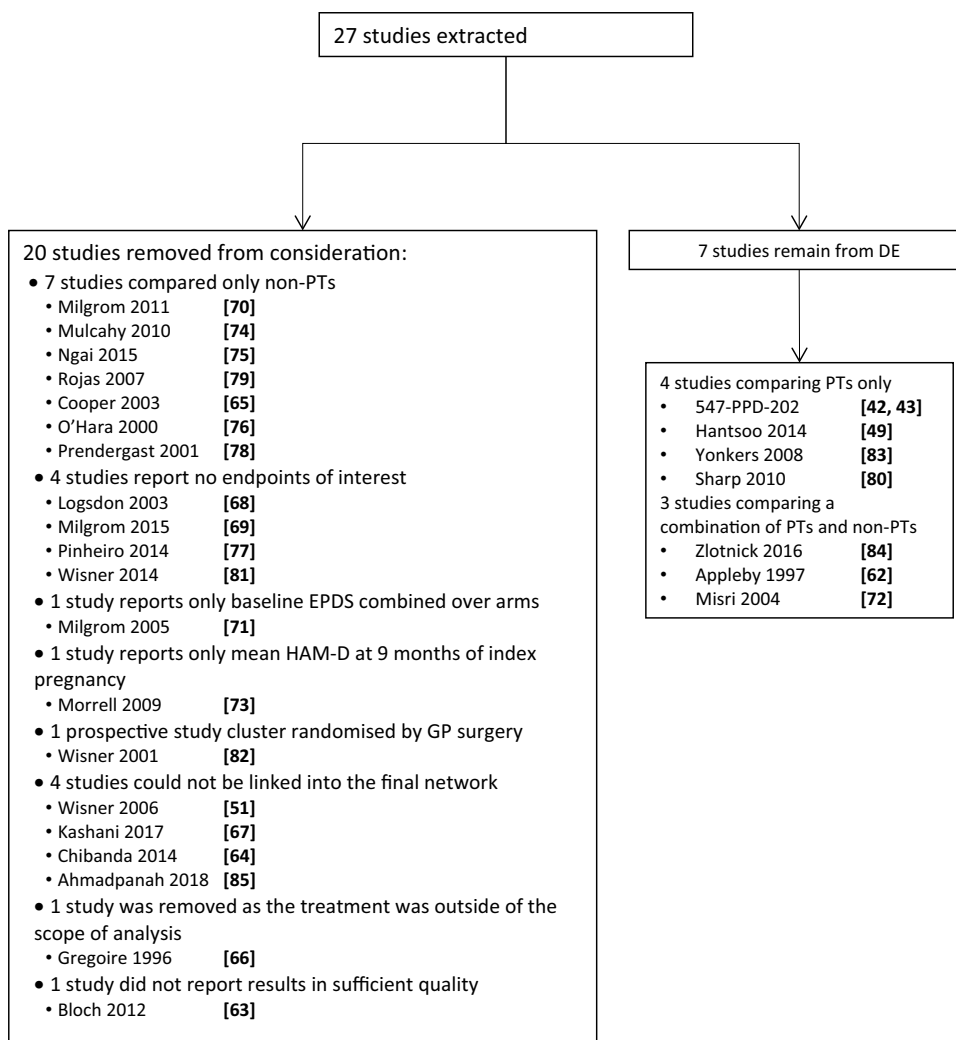 27 studies extracted
20 studies removed from consideration:
• 7 studies compared only non-PTs
• Milgrom 2011 [70]
• Mulcahy 2010 [74]
• Ngai 2015 [75]
• Rojas 2007 [79]
• Cooper 2003 [65]
• O’Hara 2000 [76]
• Prendergast 2001 [78]
• 4 studies report no endpoints of interest
• Logsdon 2003 [68]
• Milgrom 2015 [69]
• Pinheiro 2014 [77]
• Wisner 2014 [81]
• 1 study reports only baseline EPDS combined over arms
• Milgrom 2005 [71]
• 1 study reports only mean HAM-D at 9 months of index
pregnancy
• Morrell 2009 [73]
• 1 prospective study cluster randomised by GP surgery
• Wisner 2001 [82]
• 4 studies could not be linked into the final network
• Wisner 2006 [51]
• Kashani 2017 [67]
• Chibanda 2014 [64]
• Ahmadpanah 2018 [85]
• 1 study was removed as the treatment was outside of the
scope of analysis
• Gregoire 1996 [66]
• 1 study did not report results in sufficient quality
• Bloch 2012 [63]
7 studies remain from DE
4 studies comparing PTs only
• 547-PPD-202 [42, 43]
• Hantsoo 2014 [49]
• Yonkers 2008 [83]
• Sharp 2010 [80]
3 studies comparing a
combination of PTs and non-PTs
• Zlotnick 2016 [84]
• Appleby 1997 [62]
• Misri 2004 [72]